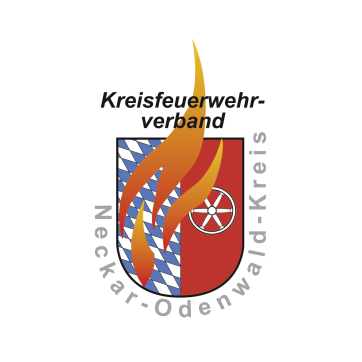 Kreisfeuerwehr-
verband
Neckar-Odenwald-Kreis